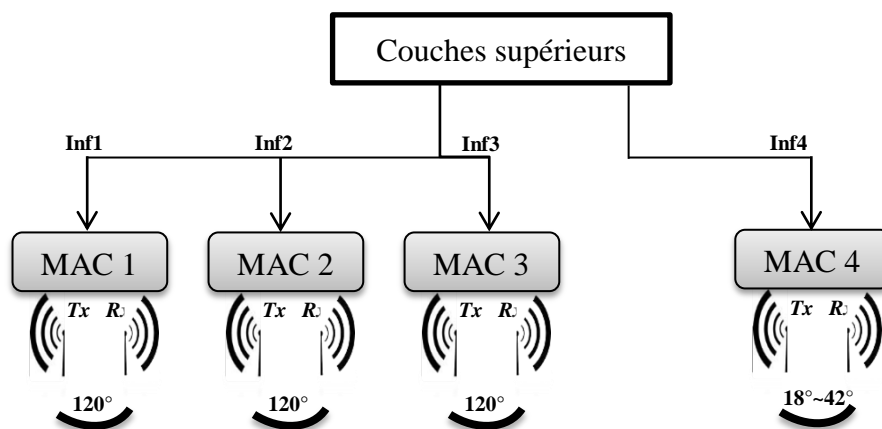 Couches supérieurs
Inf1 Inf2 Inf3 Inf4
MAC 1 MAC 2 MAC 3 MAC 4
Tx Tx Tx Tx
120° 120° 120° 18°~42°